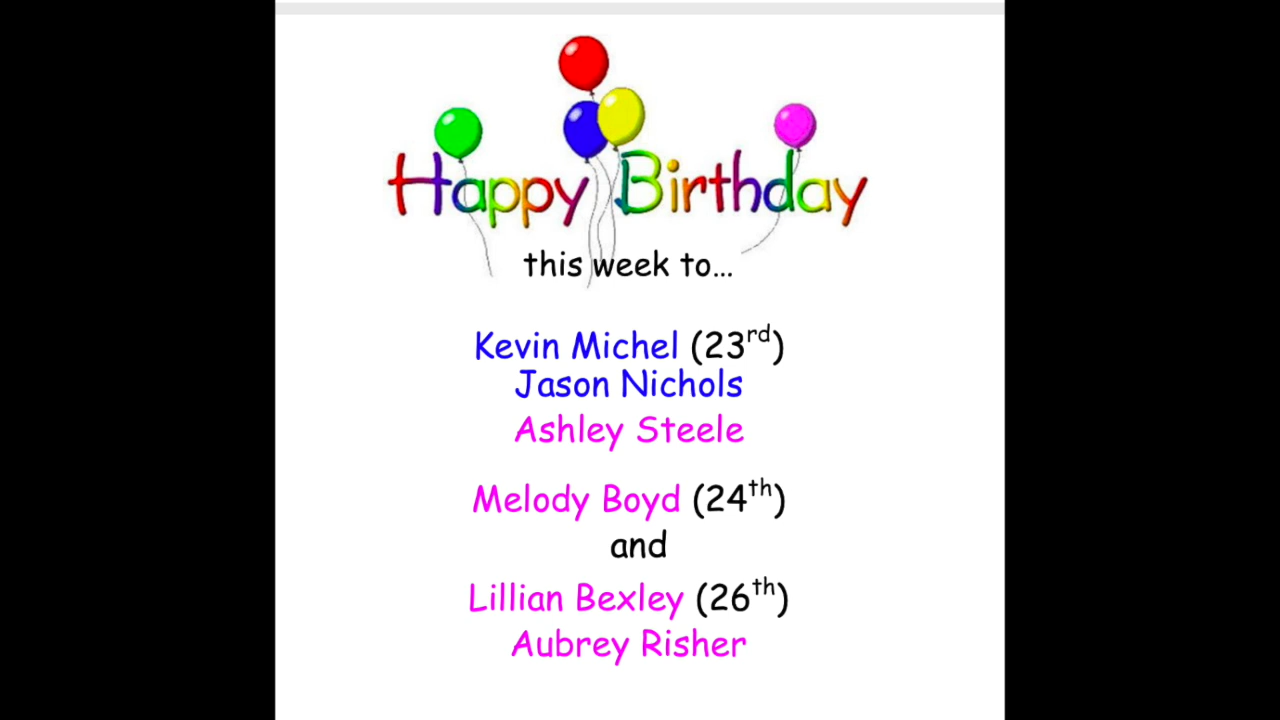 Happy Birthday
this week to...
Kevin Michel (23rd)
Jason Nichols
Ashley Steele
Melody Boyd (24th)
and
Lillian Bexley (26th)
Aubrey Risher